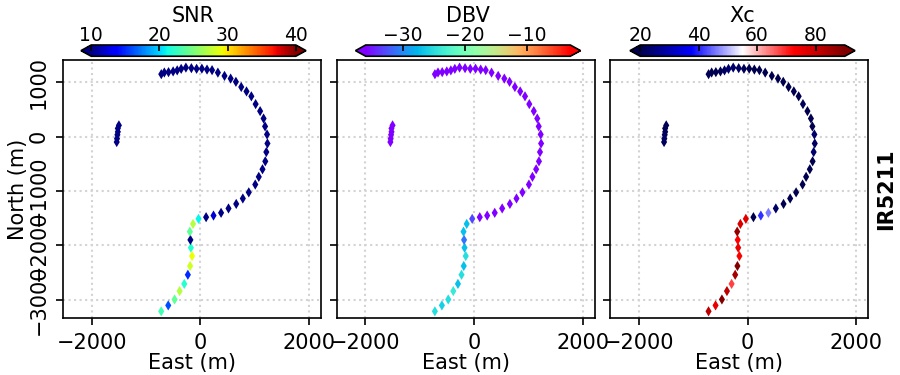 SNR
10 20 30 40
DBV
−30 −20 −10
Xc
20 40 60 80
North (m)
1000
0
−1000
−2000
−3000
−2000 0 2000
East (m)
−2000 0 2000
East (m)
−2000 0 2000
East (m)
IR5211